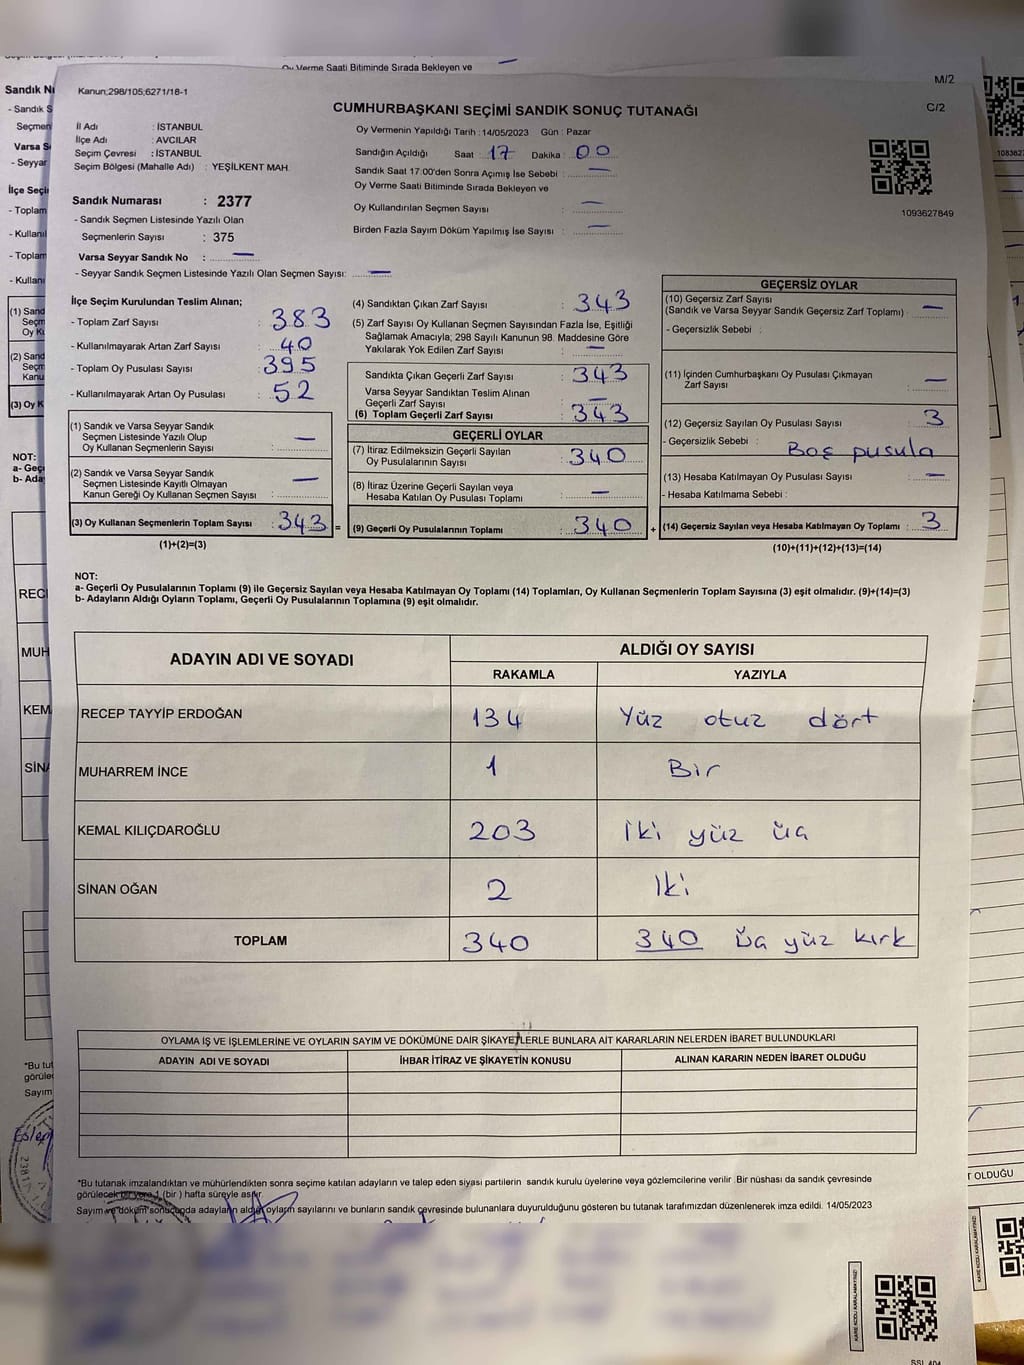 Oy Verme Saati Bitiminde Sırada Bekleyen ve
M/2
Kanun;298/105;6271/18-1
CUMHURBAŞKANI SEÇİMİ SANDIK SONUÇ TUTANAĞI
C/2
İl Adı : İSTANBUL
İlçe Adı : AVCILAR
Seçim Çevresi : İSTANBUL
Seçim Bölgesi (Mahalle Adı) : YEŞİLKENT MAH.
Oy Vermenin Yapıldığı Tarih : 14/05/2023 Gün : Pazar
Sandığın Açıldığı Saat : 17 Dakika : 00
Sandık Saat 17:00'den Sonra Açımış İse Sebebi : —
Oy Verme Saati Bitiminde Sırada Bekleyen ve
Oy Kullandırılan Seçmen Sayısı : —
Birden Fazla Sayım Döküm Yapılmış İse Sayısı : —
1093627849
Sandık Numarası : 2377
- Sandık Seçmen Listesinde Yazılı Olan
Seçmenlerin Sayısı : 375
Varsa Seyyar Sandık No : —
- Seyyar Sandık Seçmen Listesinde Yazılı Olan Seçmen Sayısı: —
İlçe Seçim Kurulundan Teslim Alınan;
- Toplam Zarf Sayısı : 383
- Kullanılmayarak Artan Zarf Sayısı : 40
- Toplam Oy Pusulası Sayısı : 395
- Kullanılmayarak Artan Oy Pusulası : 52
(1) Sandık ve Varsa Seyyar Sandık
Seçmen Listesinde Yazılı Olup
Oy Kullanan Seçmenlerin Sayısı : —
(2) Sandık ve Varsa Seyyar Sandık
Seçmen Listesinde Kayıtlı Olmayan
Kanun Gereği Oy Kullanan Seçmen Sayısı : —
(3) Oy Kullanan Seçmenlerin Toplam Sayısı : 343 =
(1)+(2)=(3)
(4) Sandıktan Çıkan Zarf Sayısı : 343
(5) Zarf Sayısı Oy Kullanan Seçmen Sayısından Fazla İse, Eşitliği
Sağlamak Amacıyla; 298 Sayılı Kanunun 98. Maddesine Göre
Yakılarak Yok Edilen Zarf Sayısı : —
Sandıkta Çıkan Geçerli Zarf Sayısı : 343
Varsa Seyyar Sandıktan Teslim Alınan
Geçerli Zarf Sayısı : —
(6) Toplam Geçerli Zarf Sayısı : 343
GEÇERLİ OYLAR
(7) İtiraz Edilmeksizin Geçerli Sayılan
Oy Pusulalarının Sayısı : 340
(8) İtiraz Üzerine Geçerli Sayılan veya
Hesaba Katılan Oy Pusulası Toplamı : —
(9) Geçerli Oy Pusulalarının Toplamı : 340 +
GEÇERSİZ OYLAR
(10) Geçersiz Zarf Sayısı
(Sandık ve Varsa Seyyar Sandık Geçersiz Zarf Toplamı) : —
- Geçersizlik Sebebi :
(11) İçinden Cumhurbaşkanı Oy Pusulası Çıkmayan
Zarf Sayısı : —
(12) Geçersiz Sayılan Oy Pusulası Sayısı : 3
- Geçersizlik Sebebi : Boş pusula
(13) Hesaba Katılmayan Oy Pusulası Sayısı : —
- Hesaba Katılmama Sebebi :
(14) Geçersiz Sayılan veya Hesaba Katılmayan Oy Toplamı : 3
(10)+(11)+(12)+(13)=(14)
NOT:
a- Geçerli Oy Pusulalarının Toplamı (9) ile Geçersiz Sayılan veya Hesaba Katılmayan Oy Toplamı (14) Toplamları, Oy Kullanan Seçmenlerin Toplam Sayısına (3) eşit olmalıdır. (9)+(14)=(3)
b- Adayların Aldığı Oyların Toplamı, Geçerli Oy Pusulalarının Toplamına (9) eşit olmalıdır.
ADAYIN ADI VE SOYADI
ALDIĞI OY SAYISI
RAKAMLA YAZIYLA
RECEP TAYYİP ERDOĞAN 134 Yüz otuz dört
MUHARREM İNCE 1 Bir
KEMAL KILIÇDAROĞLU 203 İki yüz üç
SİNAN OĞAN 2 İki
TOPLAM 340 340 Üç yüz kırk
OYLAMA İŞ VE İŞLEMLERİNE VE OYLARIN SAYIM VE DÖKÜMÜNE DAİR ŞİKAYETLERLE BUNLARA AİT KARARLARIN NELERDEN İBARET BULUNDUKLARI
ADAYIN ADI VE SOYADI İHBAR İTİRAZ VE ŞİKAYETİN KONUSU ALINAN KARARIN NEDEN İBARET OLDUĞU
*Bu tutanak imzalandıktan ve mühürlendikten sonra seçime katılan adayların ve talep eden siyasi partilerin sandık kurulu üyelerine veya gözlemcilerine verilir. Bir nüshası da sandık çevresinde
görülecek bir yere 1 (bir ) hafta süreyle asılır.
Sayım ve döküm sonucunda adayların aldığı oyların sayılarını ve bunların sandık çevresinde bulunanlara duyurulduğunu gösteren bu tutanak tarafımızdan düzenlenerek imza edildi. 14/05/2023
KARE KODU KARALAMAYINIZ!